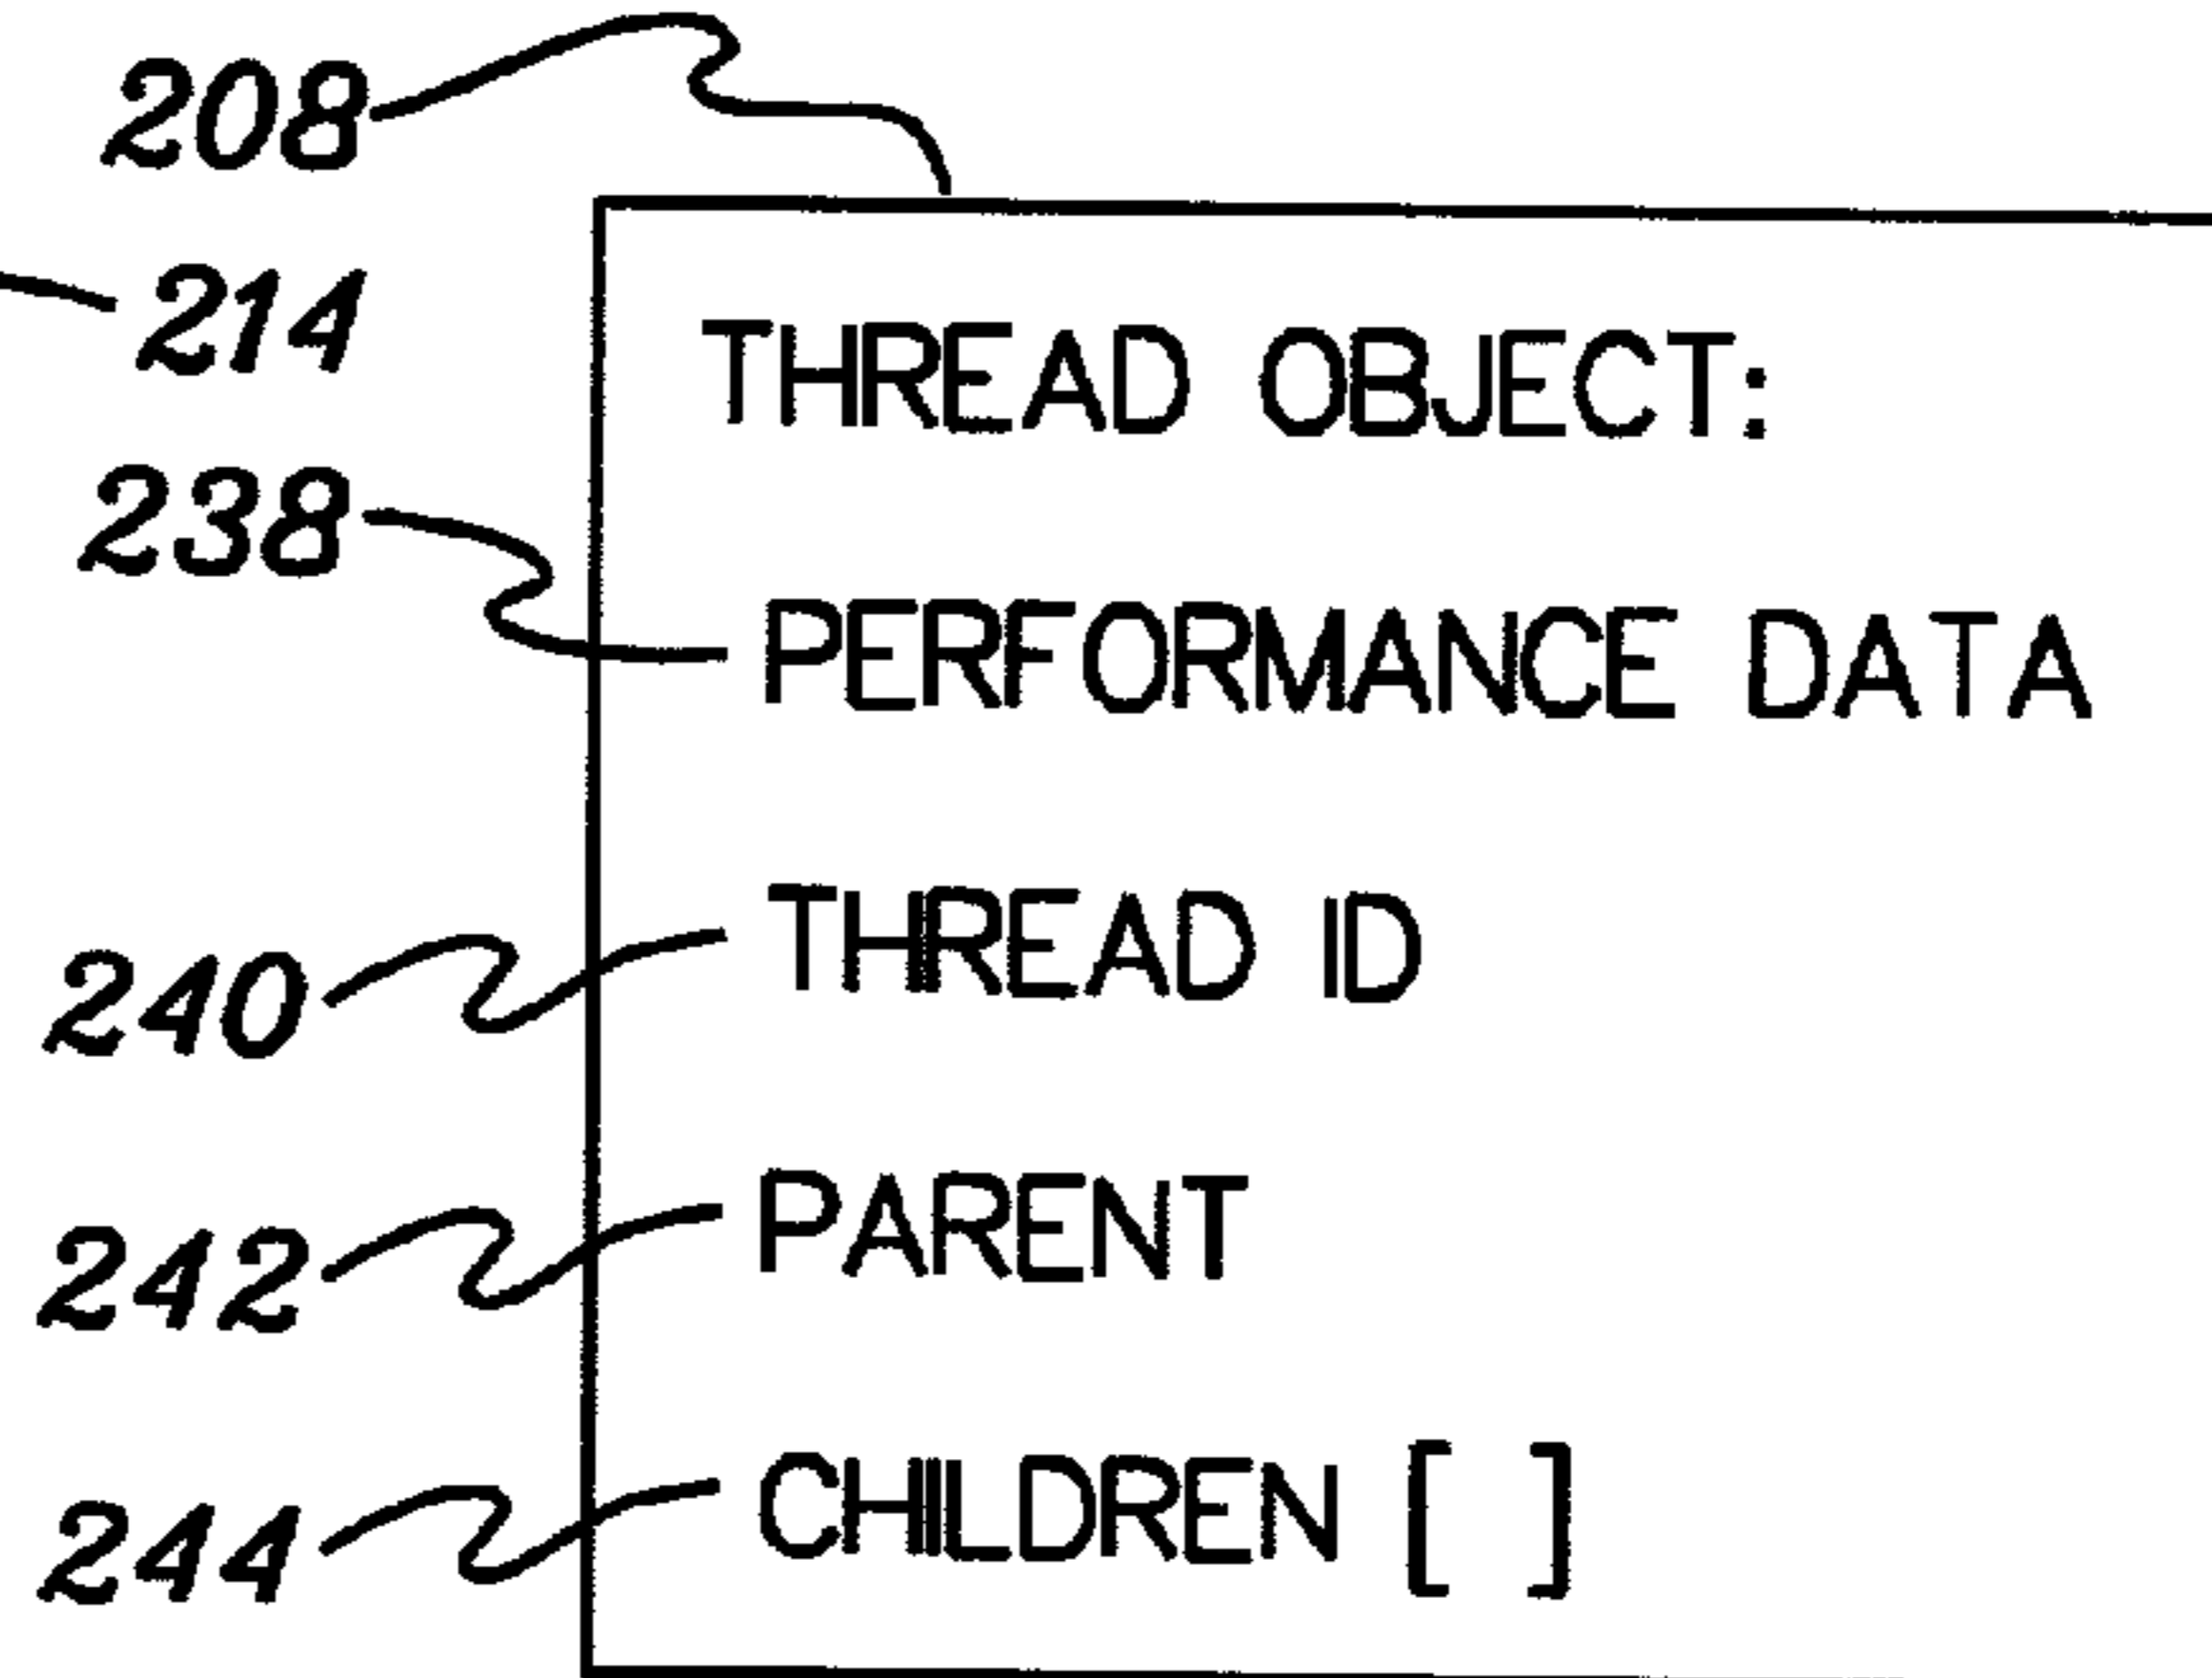 208
214
THREAD OBJECT:
238
PERFORMANCE DATA
240 THREAD ID
242 PARENT
244 CHILDREN [ ]